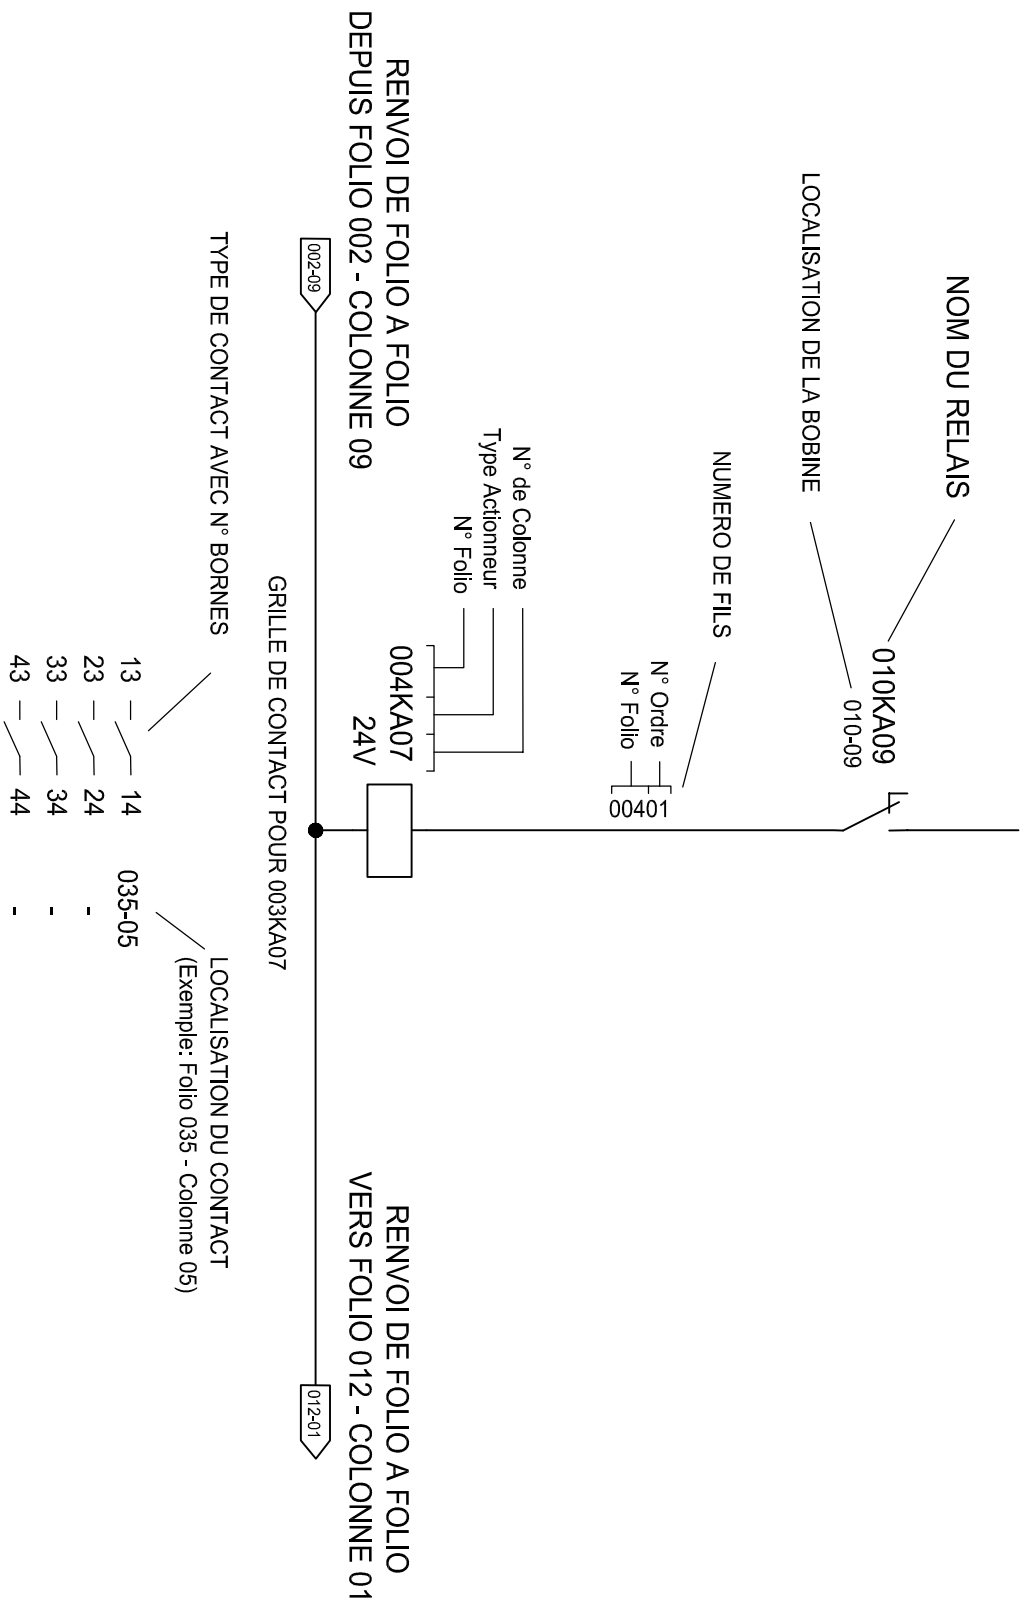 NOM DU RELAIS
010KA09
010-09
LOCALISATION DE LA BOBINE
NUMERO DE FILS
N° Ordre
N° Folio
00401
N° de Colonne
Type Actionneur
N° Folio
004KA07
24V
RENVOI DE FOLIO A FOLIO
DEPUIS FOLIO 002 - COLONNE 09
RENVOI DE FOLIO A FOLIO
VERS FOLIO 012 - COLONNE 01
002-09
012-01
GRILLE DE CONTACT POUR 003KA07
TYPE DE CONTACT AVEC N° BORNES
LOCALISATION DU CONTACT
(Exemple: Folio 035 - Colonne 05)
13 14 035-05
23 24 -
33 34 -
43 44 -